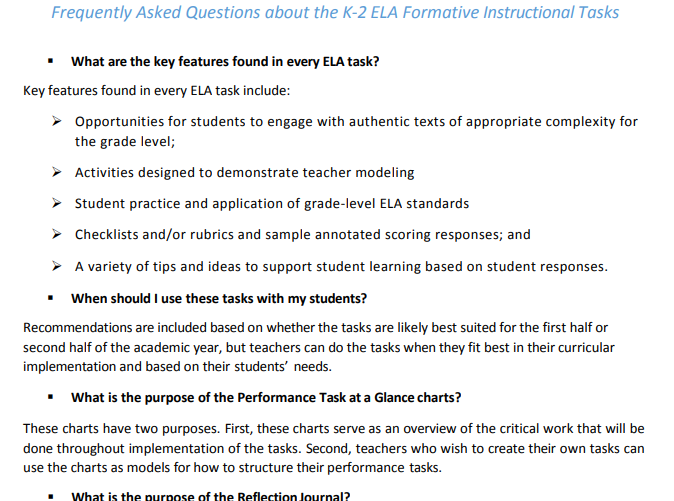 Frequently Asked Questions about the K-2 ELA Formative Instructional Tasks
▪ What are the key features found in every ELA task?
Key features found in every ELA task include:
➢ Opportunities for students to engage with authentic texts of appropriate complexity for
the grade level;
➢ Activities designed to demonstrate teacher modeling
➢ Student practice and application of grade-level ELA standards
➢ Checklists and/or rubrics and sample annotated scoring responses; and
➢ A variety of tips and ideas to support student learning based on student responses.
▪ When should I use these tasks with my students?
Recommendations are included based on whether the tasks are likely best suited for the first half or
second half of the academic year, but teachers can do the tasks when they fit best in their curricular
implementation and based on their students’ needs.
▪ What is the purpose of the Performance Task at a Glance charts?
These charts have two purposes. First, these charts serve as an overview of the critical work that will be
done throughout implementation of the tasks. Second, teachers who wish to create their own tasks can
use the charts as models for how to structure their performance tasks.
▪ What is the purpose of the Reflection Journal?